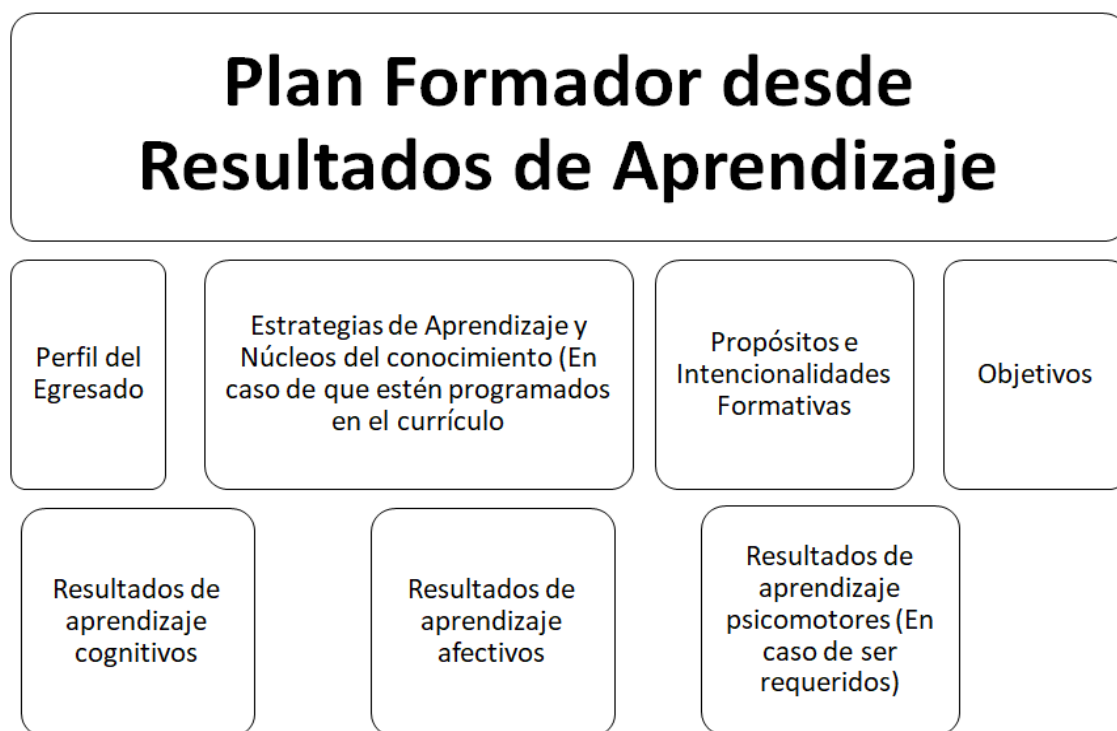 Plan Formador desde
Resultados de Aprendizaje
Perfil del
Egresado
Estrategias de Aprendizaje y
Núcleos del conocimiento (En
caso de que estén programados
en el currículo
Propósitos e
Intencionalidades
Formativas
Objetivos
Resultados de
aprendizaje
cognitivos
Resultados de
aprendizaje
afectivos
Resultados de
aprendizaje
psicomotores (En
caso de ser
requeridos)